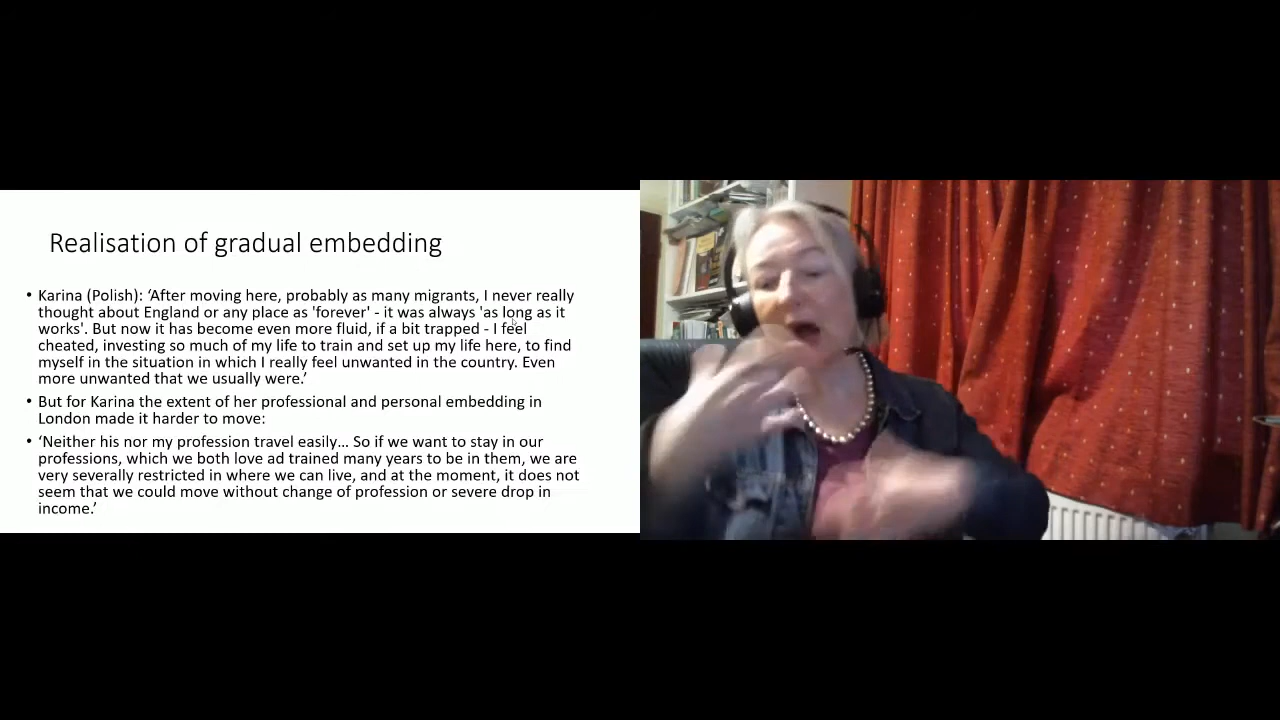 Realisation of gradual embedding
• Karina (Polish): ‘After moving here, probably as many migrants, I never really
thought about England or any place as 'forever' - it was always 'as long as it
works'. But now it has become even more fluid, if a bit trapped - I feel
cheated, investing so much of my life to train and set up my life here, to find
myself in the situation in which I really feel unwanted in the country. Even
more unwanted that we usually were.’
• But for Karina the extent of her professional and personal embedding in
London made it harder to move:
• ‘Neither his nor my profession travel easily… So if we want to stay in our
professions, which we both love ad trained many years to be in them, we are
very severally restricted in where we can live, and at the moment, it does not
seem that we could move without change of profession or severe drop in
income.’